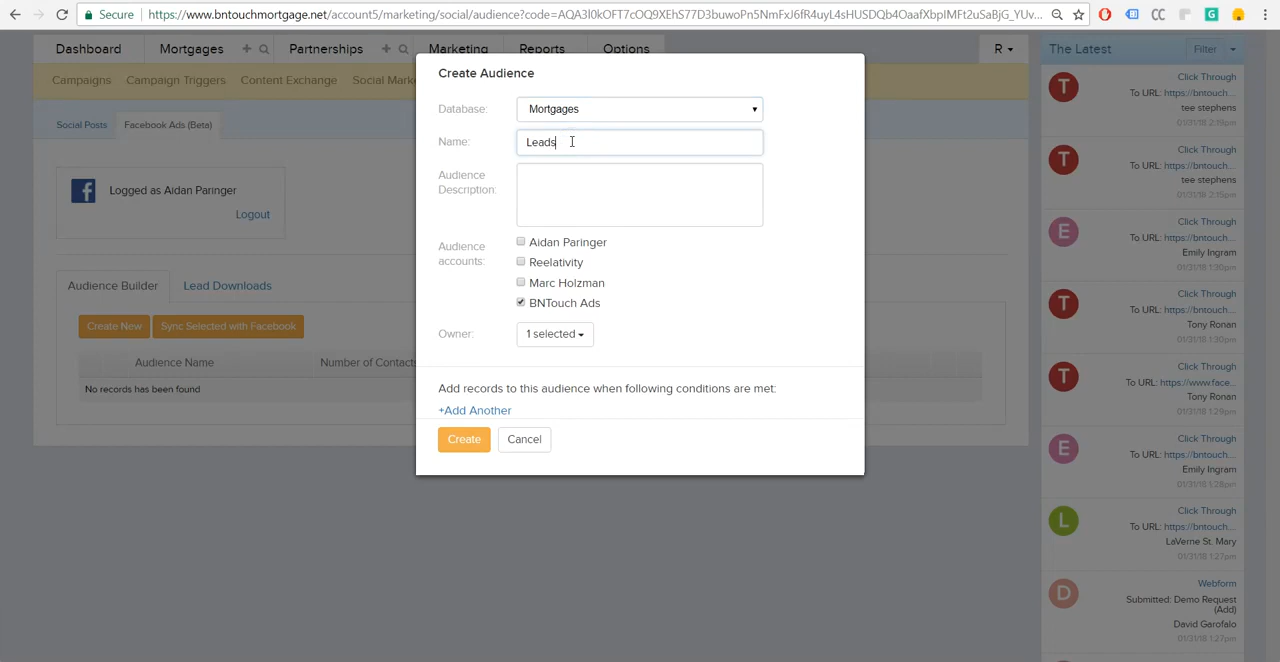 Secure https://www.bntouchmortgage.net/account5/marketing/social/audience?code=AQA3l0kOFT7cOQ9XEhS77D3buwoPn5NmFxJ6fR4uyL4sHUSDQb4OaafXbpIMFt2uSaBjG_YUv...
Dashboard Mortgages Partnerships Marketing Reports Options R
Campaigns Campaign Triggers Content Exchange Social Marke
Social Posts Facebook Ads (Beta)
Logged as Aidan Paringer
Logout
Audience Builder Lead Downloads
Create New Sync Selected with Facebook
Audience Name Number of Contacts
No records has been found
Create Audience
Database: Mortgages
Name: Leads
Audience
Description:
Audience
accounts:
Aidan Paringer
Reelativity
Marc Holzman
BNTouch Ads
Owner: 1 selected
Add records to this audience when following conditions are met:
+Add Another
Create Cancel
The Latest Filter
T
Click Through
To URL: https://bntouch...
tee stephens
01/31/18 2:19pm
T
Click Through
To URL: https://bntouch...
tee stephens
01/31/18 2:15pm
E
Click Through
To URL: https://bntouch...
Emily Ingram
01/31/18 1:30pm
T
Click Through
To URL: https://bntouch...
Tony Ronan
01/31/18 1:30pm
T
Click Through
To URL: https://www.face...
Tony Ronan
01/31/18 1:29pm
E
Click Through
To URL: https://bntouch...
Emily Ingram
01/31/18 1:28pm
L
Click Through
To URL: https://bntouch...
LaVerne St. Mary
01/31/18 1:27pm
D
Webform
Submitted: Demo Request
(Add)
David Garofalo
01/31/18 1:27pm
Click Through